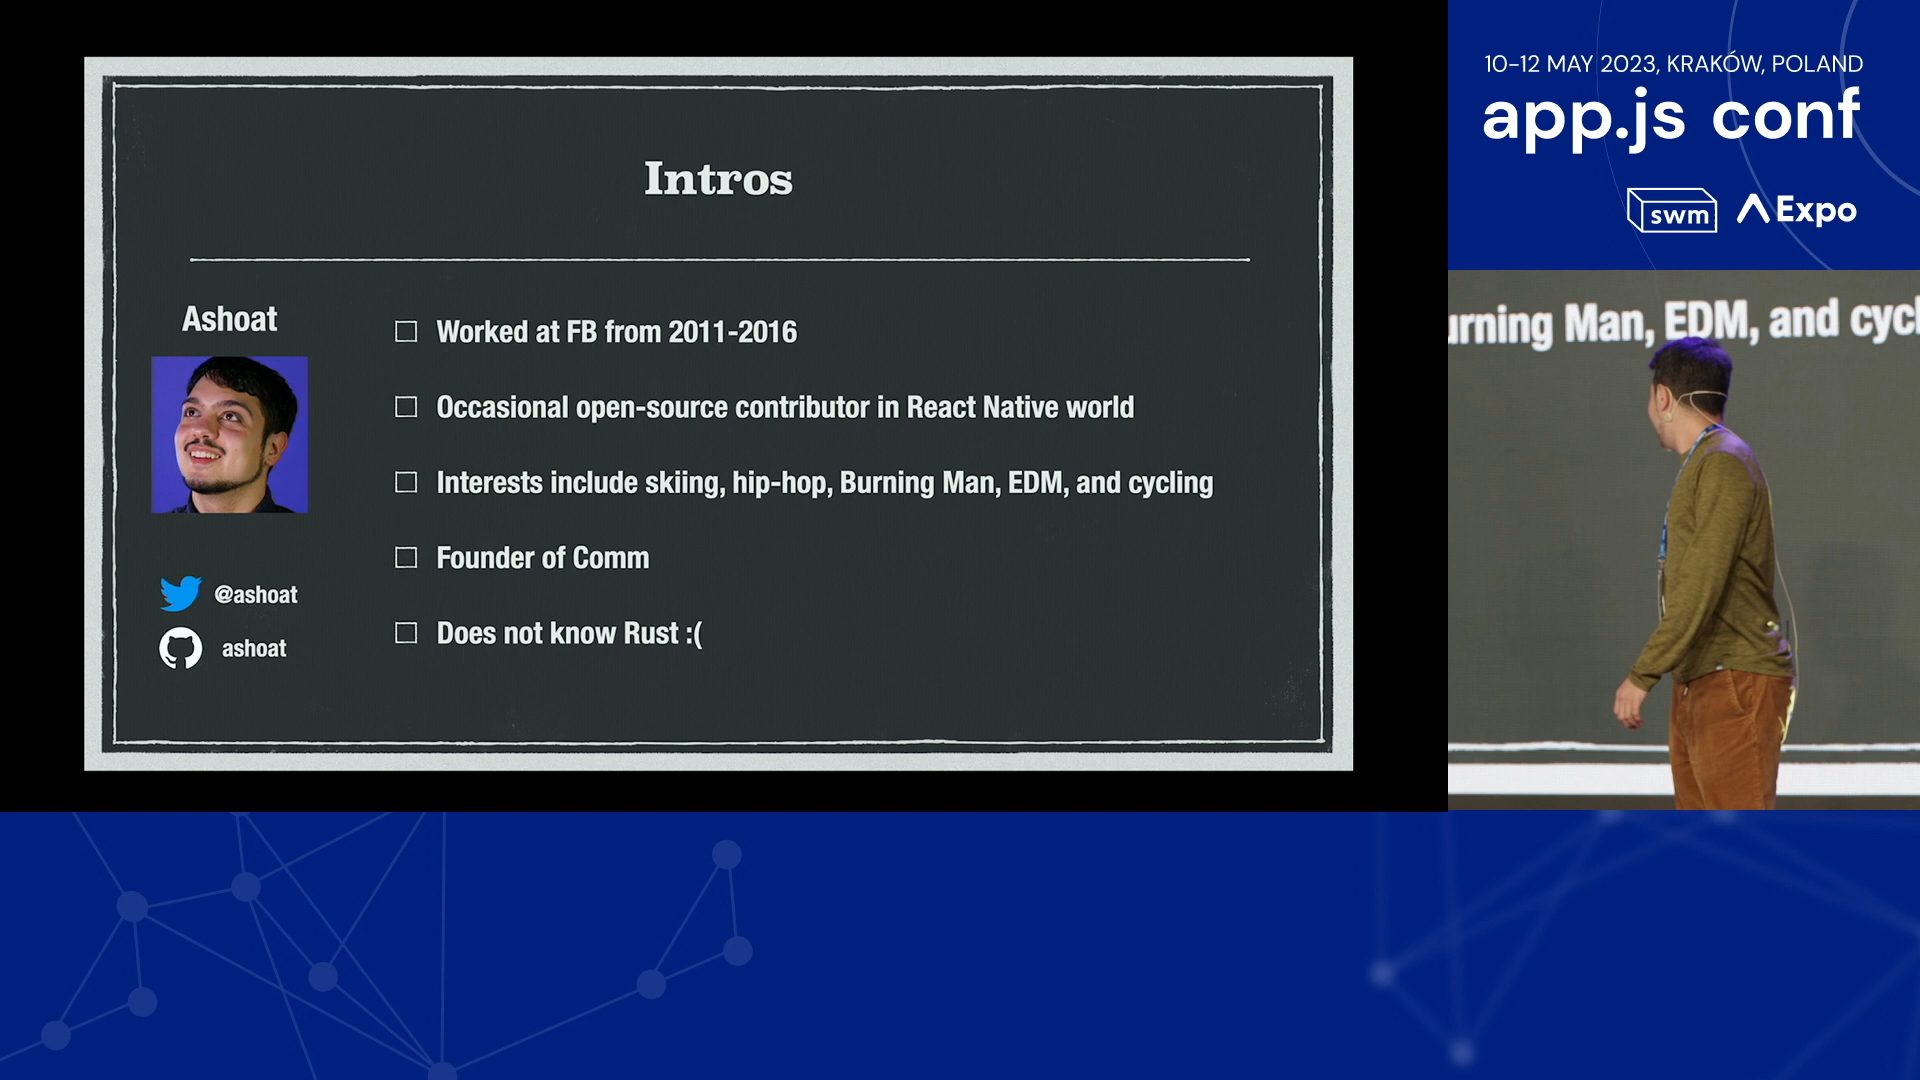 Intros
Ashoat
@ashoat
ashoat
Worked at FB from 2011-2016
Occasional open-source contributor in React Native world
Interests include skiing, hip-hop, Burning Man, EDM, and cycling
Founder of Comm
Does not know Rust :(
10-12 MAY 2023, KRAKÓW, POLAND
app.js conf
swm
Expo
urning Man, EDM, and cycl